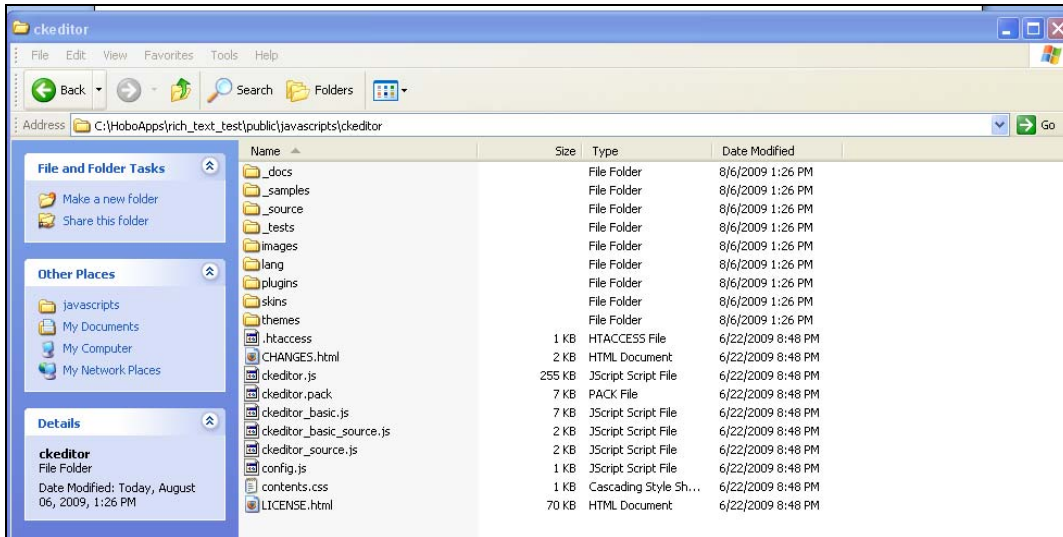 ckeditor
File Edit View Favorites Tools Help
Back Search Folders
Address C:\HoboApps\rich_text_test\public\javascripts\ckeditor Go
File and Folder Tasks
Make a new folder
Share this folder
Other Places
javascripts
My Documents
My Computer
My Network Places
Details
ckeditor
File Folder
Date Modified: Today, August
06, 2009, 1:26 PM
Name Size Type Date Modified
_docs File Folder 8/6/2009 1:26 PM
_samples File Folder 8/6/2009 1:26 PM
_source File Folder 8/6/2009 1:26 PM
_tests File Folder 8/6/2009 1:26 PM
images File Folder 8/6/2009 1:26 PM
lang File Folder 8/6/2009 1:26 PM
plugins File Folder 8/6/2009 1:26 PM
skins File Folder 8/6/2009 1:26 PM
themes File Folder 8/6/2009 1:26 PM
.htaccess 1 KB HTACCESS File 6/22/2009 8:48 PM
CHANGES.html 2 KB HTML Document 6/22/2009 8:48 PM
ckeditor.js 255 KB JScript Script File 6/22/2009 8:48 PM
ckeditor.pack 7 KB PACK File 6/22/2009 8:48 PM
ckeditor_basic.js 7 KB JScript Script File 6/22/2009 8:48 PM
ckeditor_basic_source.js 2 KB JScript Script File 6/22/2009 8:48 PM
ckeditor_source.js 2 KB JScript Script File 6/22/2009 8:48 PM
config.js 1 KB JScript Script File 6/22/2009 8:48 PM
contents.css 1 KB Cascading Style Sh... 6/22/2009 8:48 PM
LICENSE.html 70 KB HTML Document 6/22/2009 8:48 PM